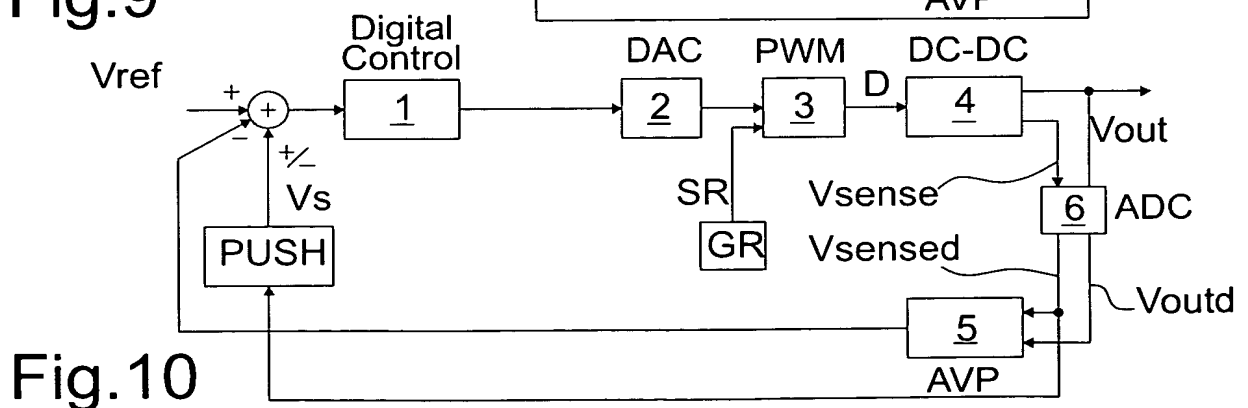 Fig.9
AVP
Digital
Control
DAC
PWM
DC-DC
Vref
+
+
-
1
2
3
D
4
+/-
Vs
Vout
SR
Vsense
6
ADC
PUSH
GR
Vsensed
5
Voutd
AVP
Fig.10